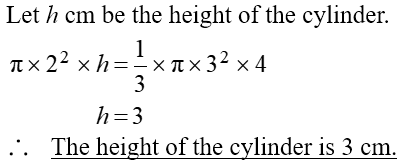 Let h cm be the height of the cylinder.
π × 2² × h = 1/3 × π × 3² × 4
h = 3
∴ The height of the cylinder is 3 cm.